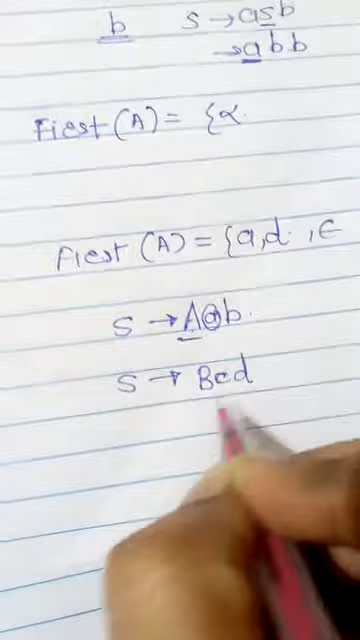 b S → asb
→ abb
First (A) = {α
First (A) = {a,d , ∈
S → A@b.
S → Bcd